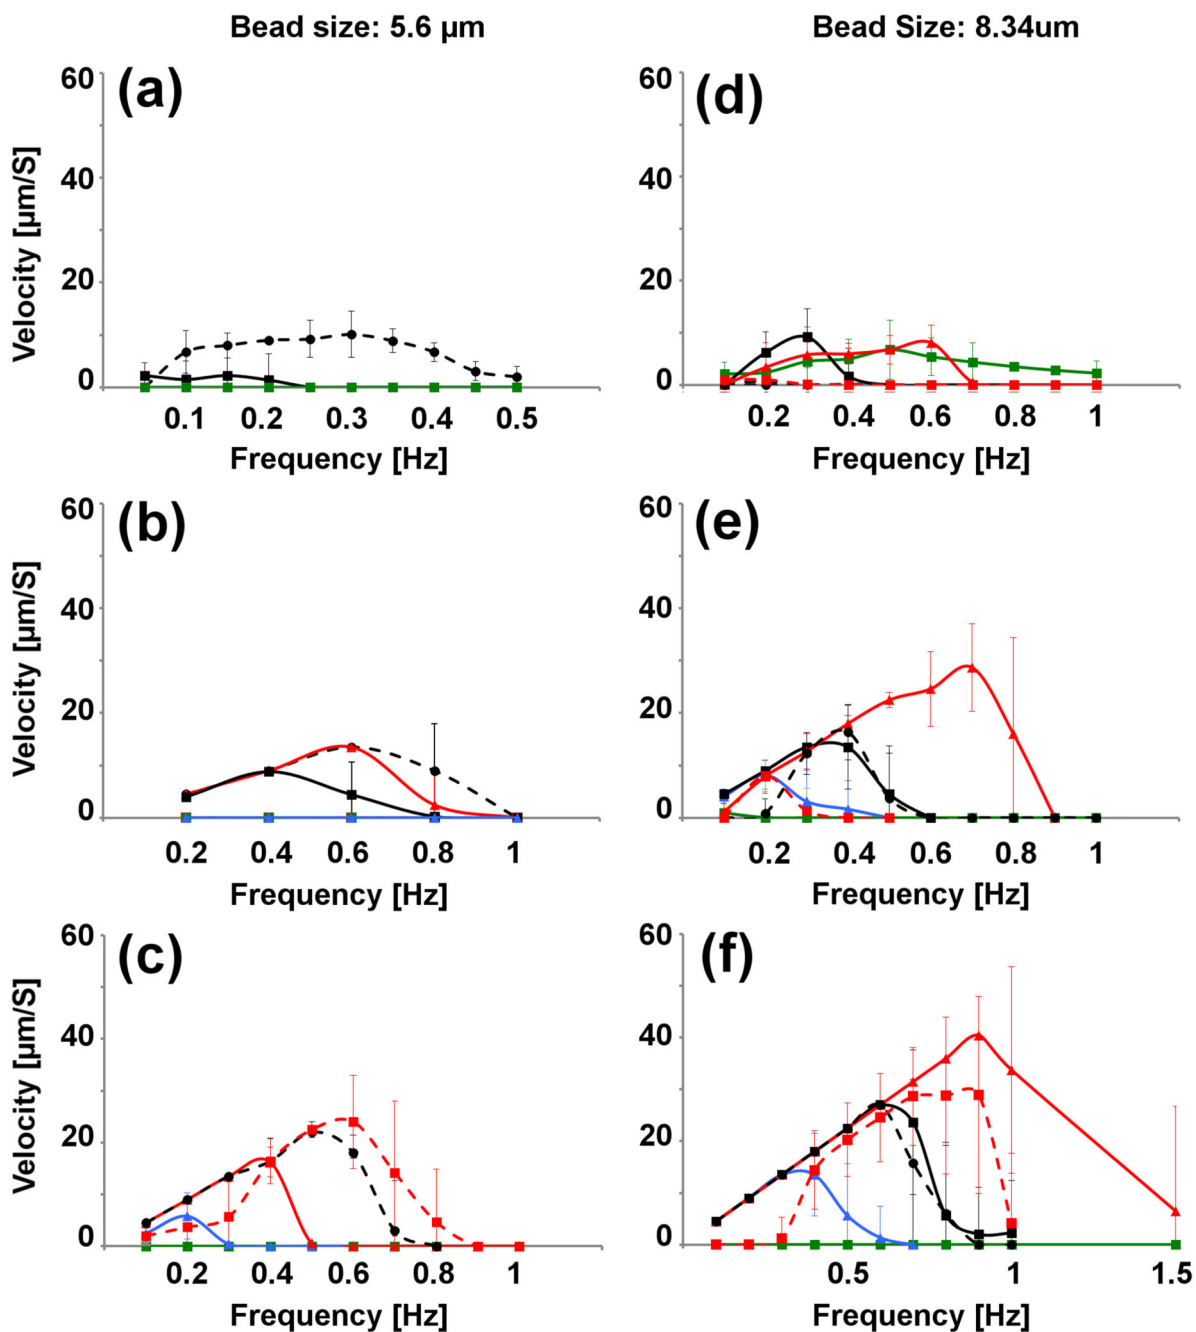 Bead size: 5.6 µm
Bead Size: 8.34um
(a)
60
40
20
0
Velocity [µm/S]
0.1 0.2 0.3 0.4 0.5
Frequency [Hz]
(d)
60
40
20
0
Velocity [µm/S]
0.2 0.4 0.6 0.8 1
Frequency [Hz]
(b)
60
40
20
0
Velocity [µm/S]
0.2 0.4 0.6 0.8 1
Frequency [Hz]
(e)
60
40
20
0
Velocity [µm/S]
0.2 0.4 0.6 0.8 1
Frequency [Hz]
(c)
60
40
20
0
Velocity [µm/S]
0.2 0.4 0.6 0.8 1
Frequency [Hz]
(f)
60
40
20
0
Velocity [µm/S]
0.5 1 1.5
Frequency [Hz]